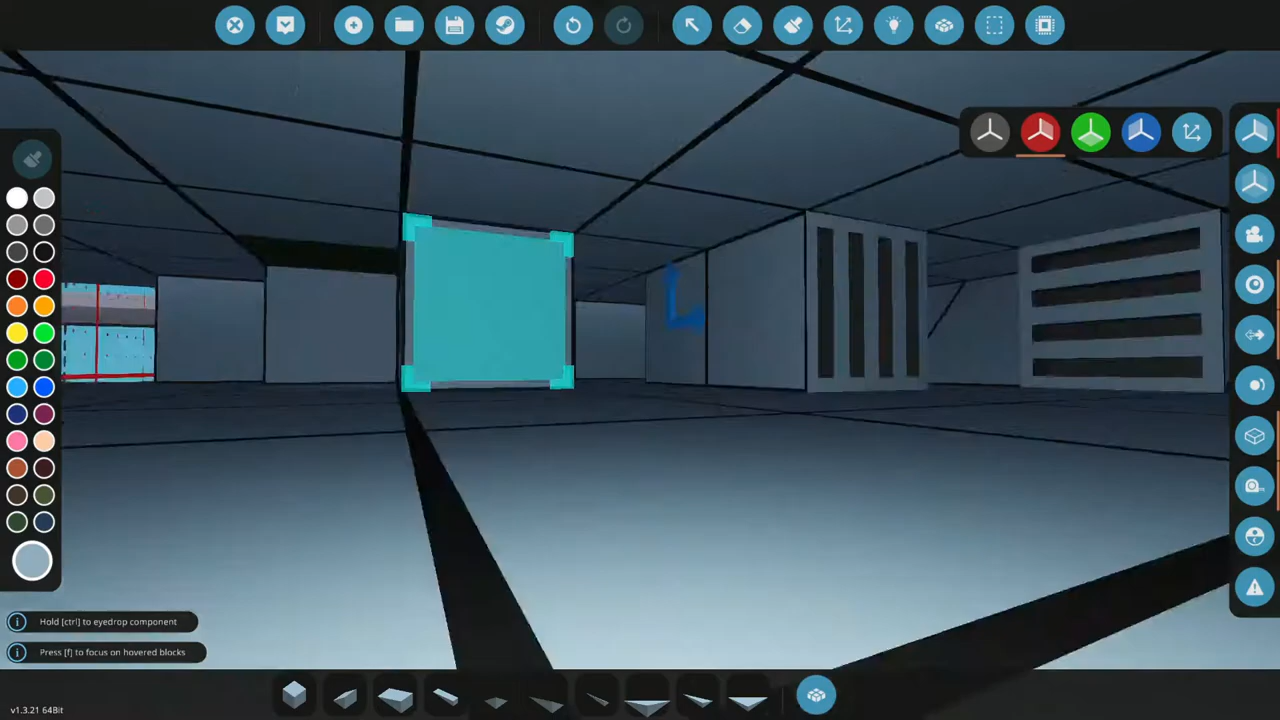 Hold [ctrl] to eyedrop component
Press [f] to focus on hovered blocks
v1.3.21 64Bit